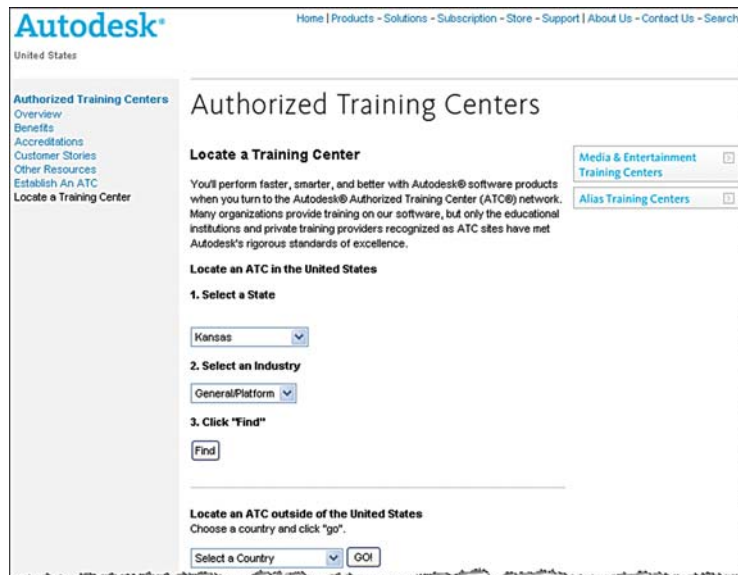 Autodesk®
Home | Products - Solutions - Subscription - Store - Support | About Us - Contact Us - Search
United States
Authorized Training Centers
Overview
Benefits
Accreditations
Customer Stories
Other Resources
Establish An ATC
Locate a Training Center
Authorized Training Centers
Locate a Training Center
You'll perform faster, smarter, and better with Autodesk® software products
when you turn to the Autodesk® Authorized Training Center (ATC®) network.
Many organizations provide training on our software, but only the educational
institutions and private training providers recognized as ATC sites have met
Autodesk's rigorous standards of excellence.
Locate an ATC in the United States
1. Select a State
Kansas
2. Select an Industry
General/Platform
3. Click "Find"
Find
Locate an ATC outside of the United States
Choose a country and click "go".
Select a Country
GO!
Media & Entertainment
Training Centers
Alias Training Centers